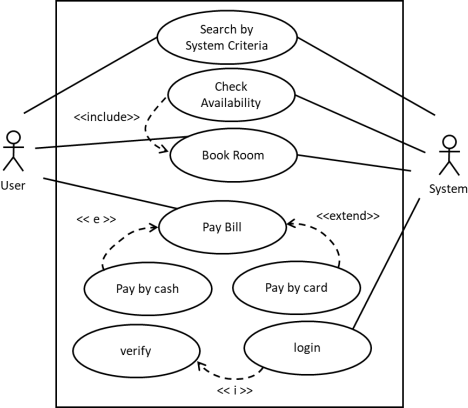 Search by
System Criteria
Check
Availability
<<include>>
Book Room
User
System
<< e >>
<<extend>>
Pay Bill
Pay by cash
Pay by card
verify
login
<< i >>